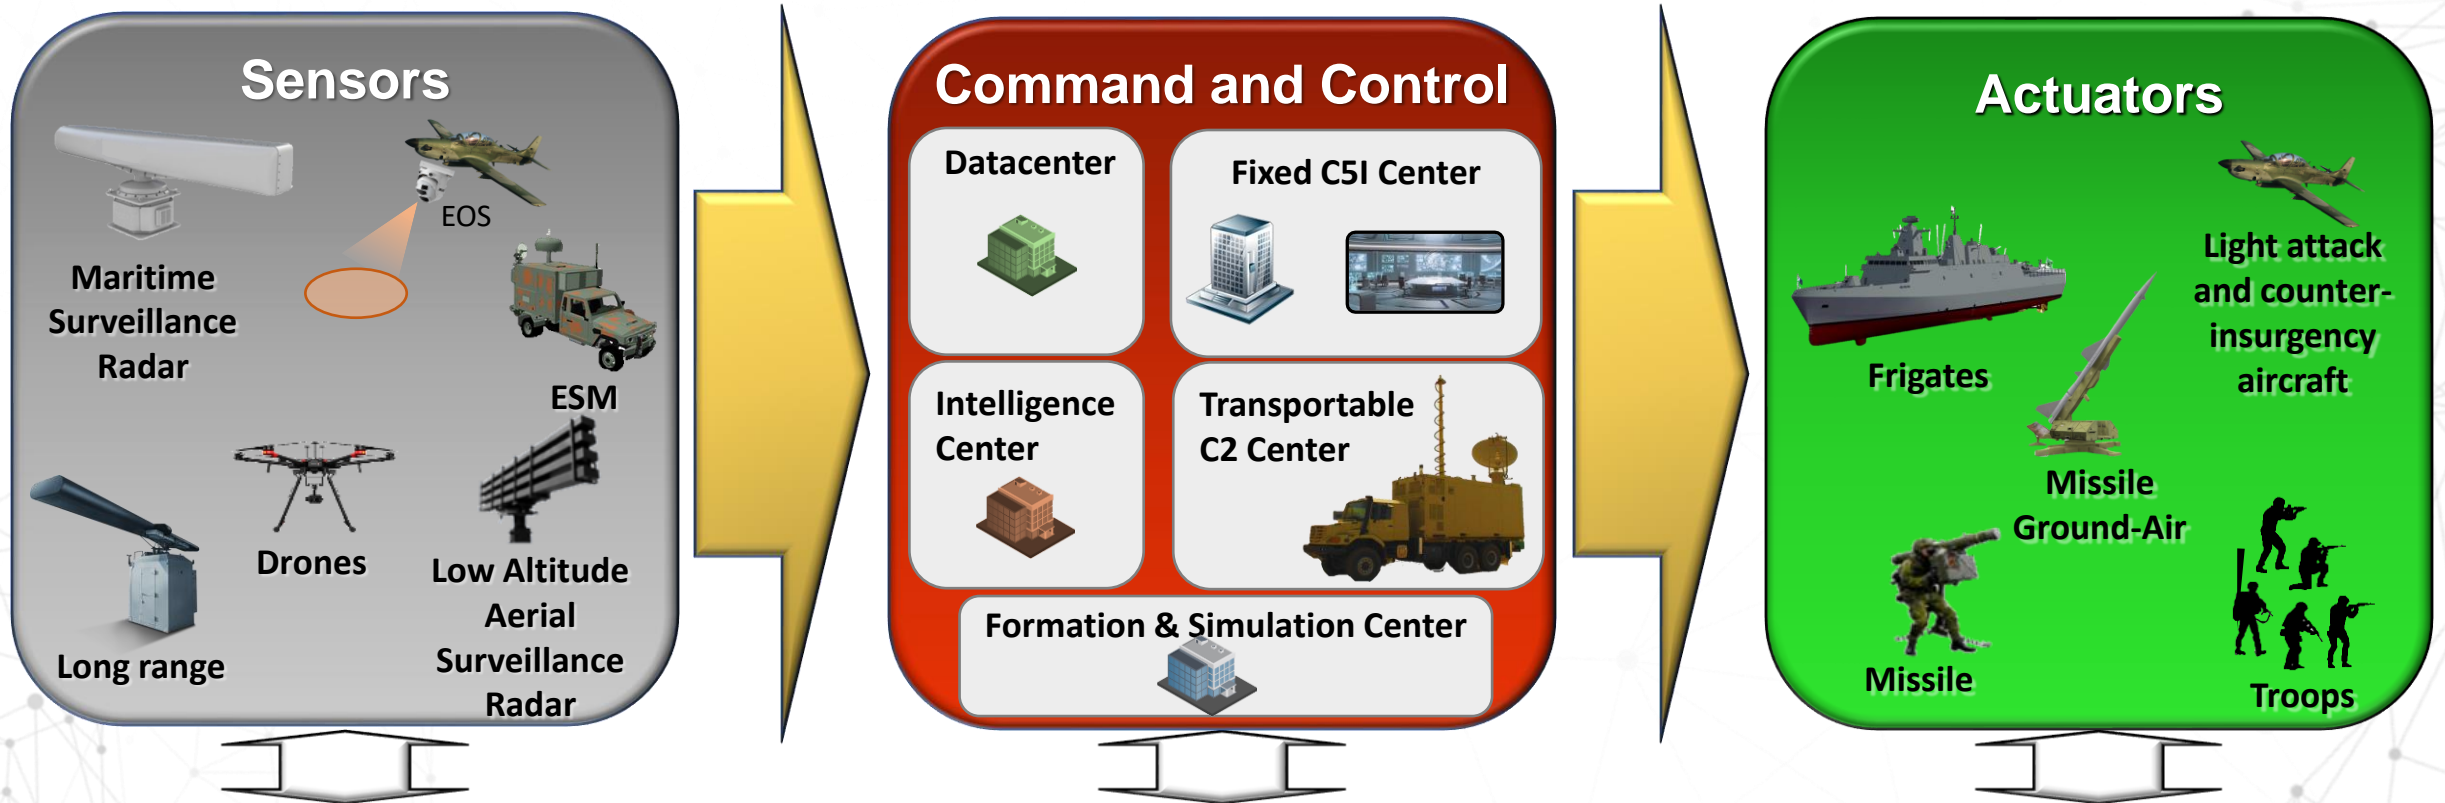 Sensors
EOS
Maritime
Surveillance
Radar
ESM
Drones
Long range
Low Altitude
Aerial
Surveillance
Radar
Command and Control
Datacenter
Fixed C5I Center
Intelligence
Center
Transportable
C2 Center
Formation & Simulation Center
Actuators
Light attack
and counter-
insurgency
aircraft
Frigates
Missile
Ground-Air
Missile
Troops